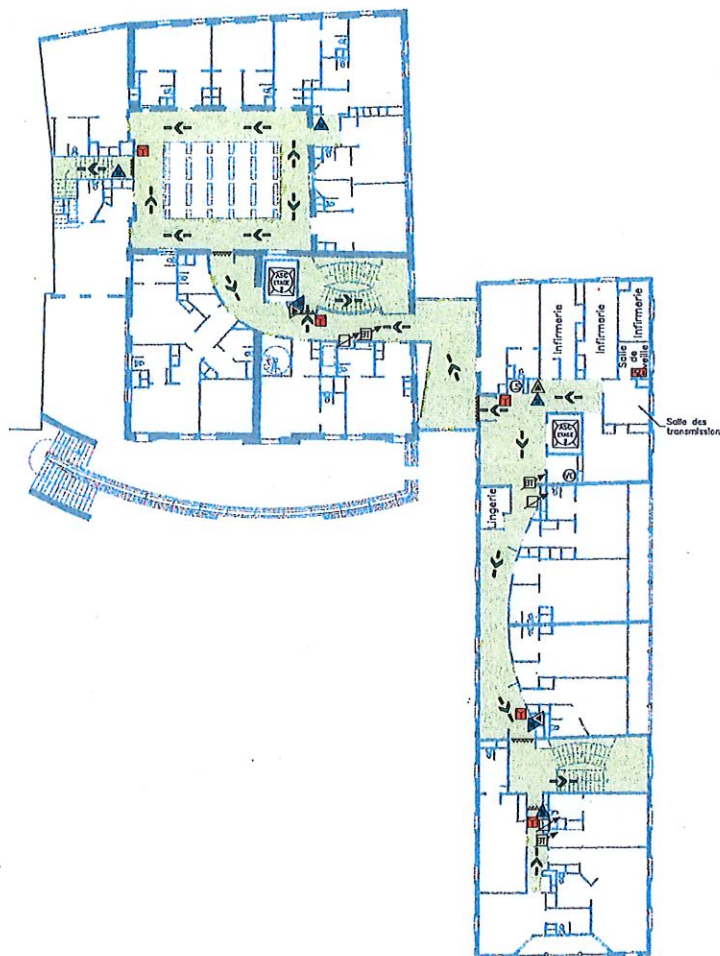 ASC
ETAGE
Infirmerie
Infirmerie
Infirmerie
Salle
de
veille
ASC
ETAGE
Salle des
transmission
Lingerie